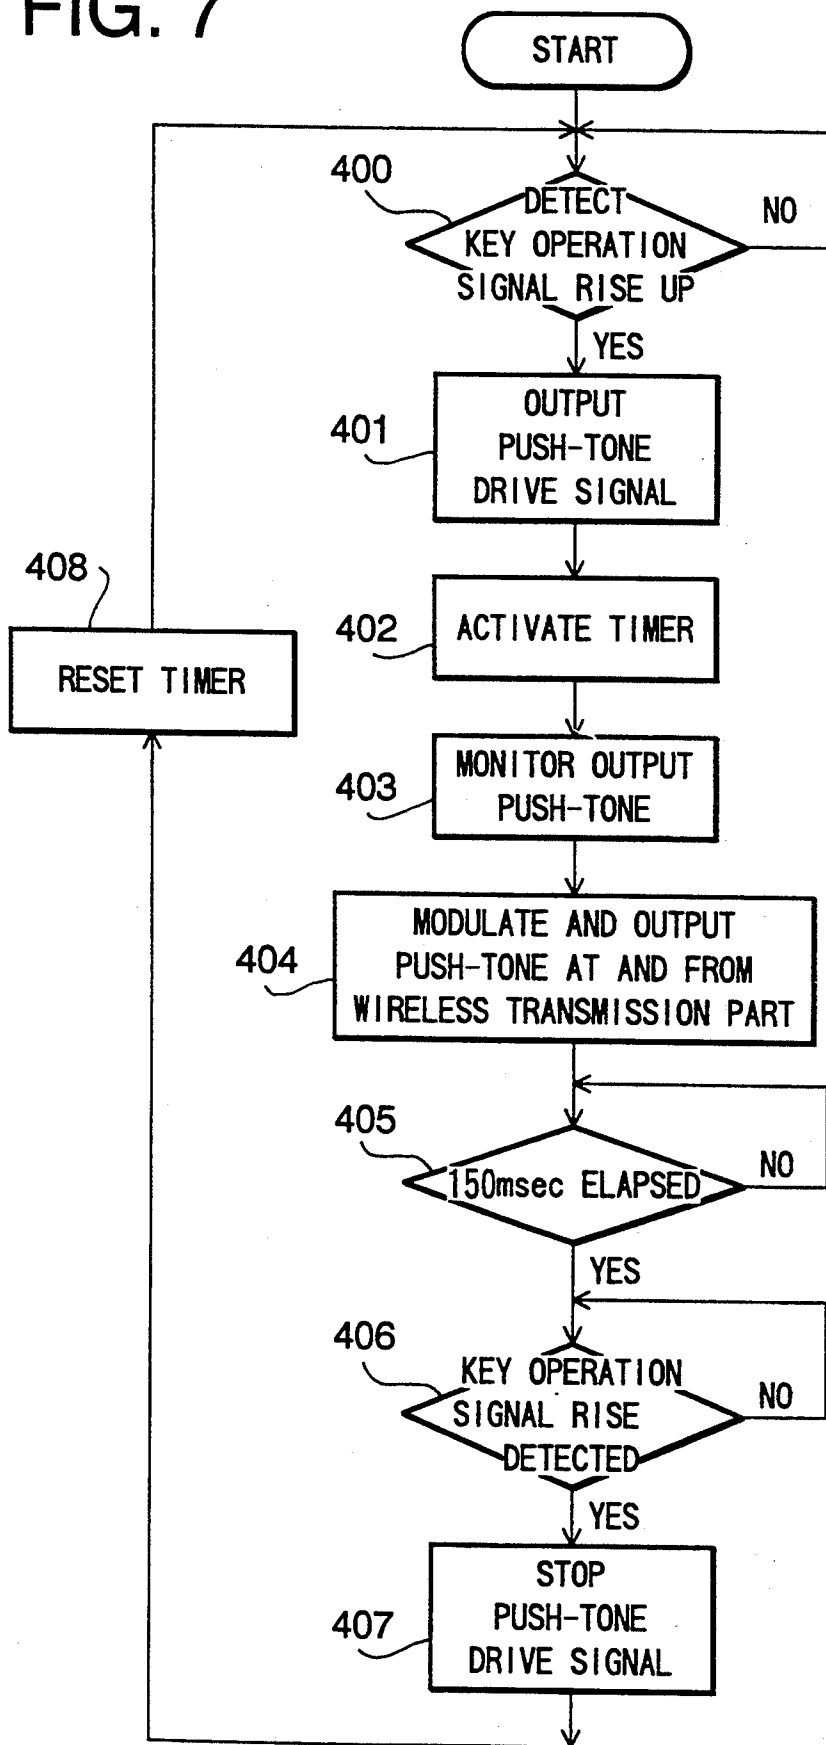 FIG. 7
START
400
DETECT
KEY OPERATION
SIGNAL RISE UP
NO
YES
401
OUTPUT
PUSH-TONE
DRIVE SIGNAL
408
RESET TIMER
402
ACTIVATE TIMER
403
MONITOR OUTPUT
PUSH-TONE
404
MODULATE AND OUTPUT
PUSH-TONE AT AND FROM
WIRELESS TRANSMISSION PART
405
150msec ELAPSED
NO
YES
406
KEY OPERATION
SIGNAL RISE
DETECTED
NO
YES
407
STOP
PUSH-TONE
DRIVE SIGNAL